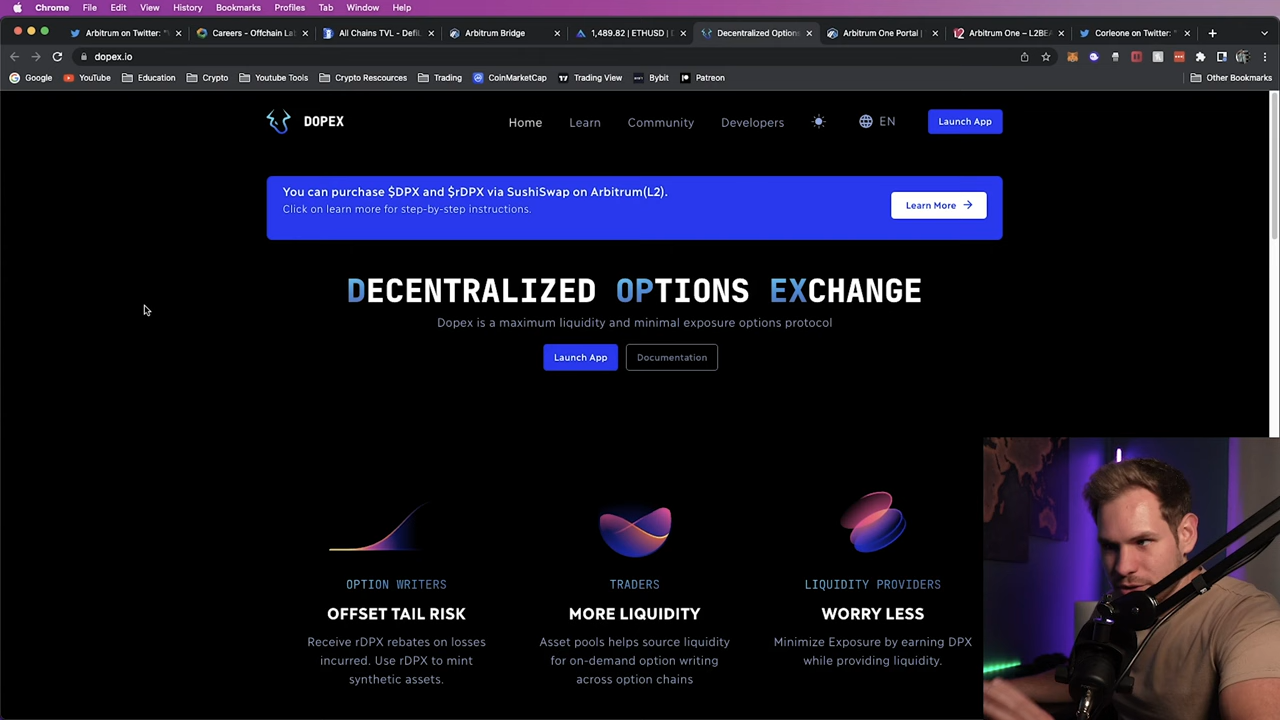 Chrome File Edit View History Bookmarks Profiles Tab Window Help
Arbitrum on Twitter: "
Careers - Offchain La
All Chains TVL - DefiL
Arbitrum Bridge
1,489.82 | ETHUSD |
Decentralized Options
Arbitrum One Portal |
Arbitrum One – L2BEA
Corleone on Twitter: "
dopex.io
Google YouTube Education Crypto Youtube Tools Crypto Rescources Trading CoinMarketCap Trading View Bybit Patreon Other Bookmarks
DOPEX Home Learn Community Developers EN Launch App
You can purchase $DPX and $rDPX via SushiSwap on Arbitrum(L2).
Click on learn more for step-by-step instructions.
Learn More
DECENTRALIZED OPTIONS EXCHANGE
Dopex is a maximum liquidity and minimal exposure options protocol
Launch App Documentation
OPTION WRITERS
OFFSET TAIL RISK
Receive rDPX rebates on losses
incurred. Use rDPX to mint
synthetic assets.
TRADERS
MORE LIQUIDITY
Asset pools helps source liquidity
for on-demand option writing
across option chains
LIQUIDITY PROVIDERS
WORRY LESS
Minimize Exposure by earning DPX
while providing liquidity.